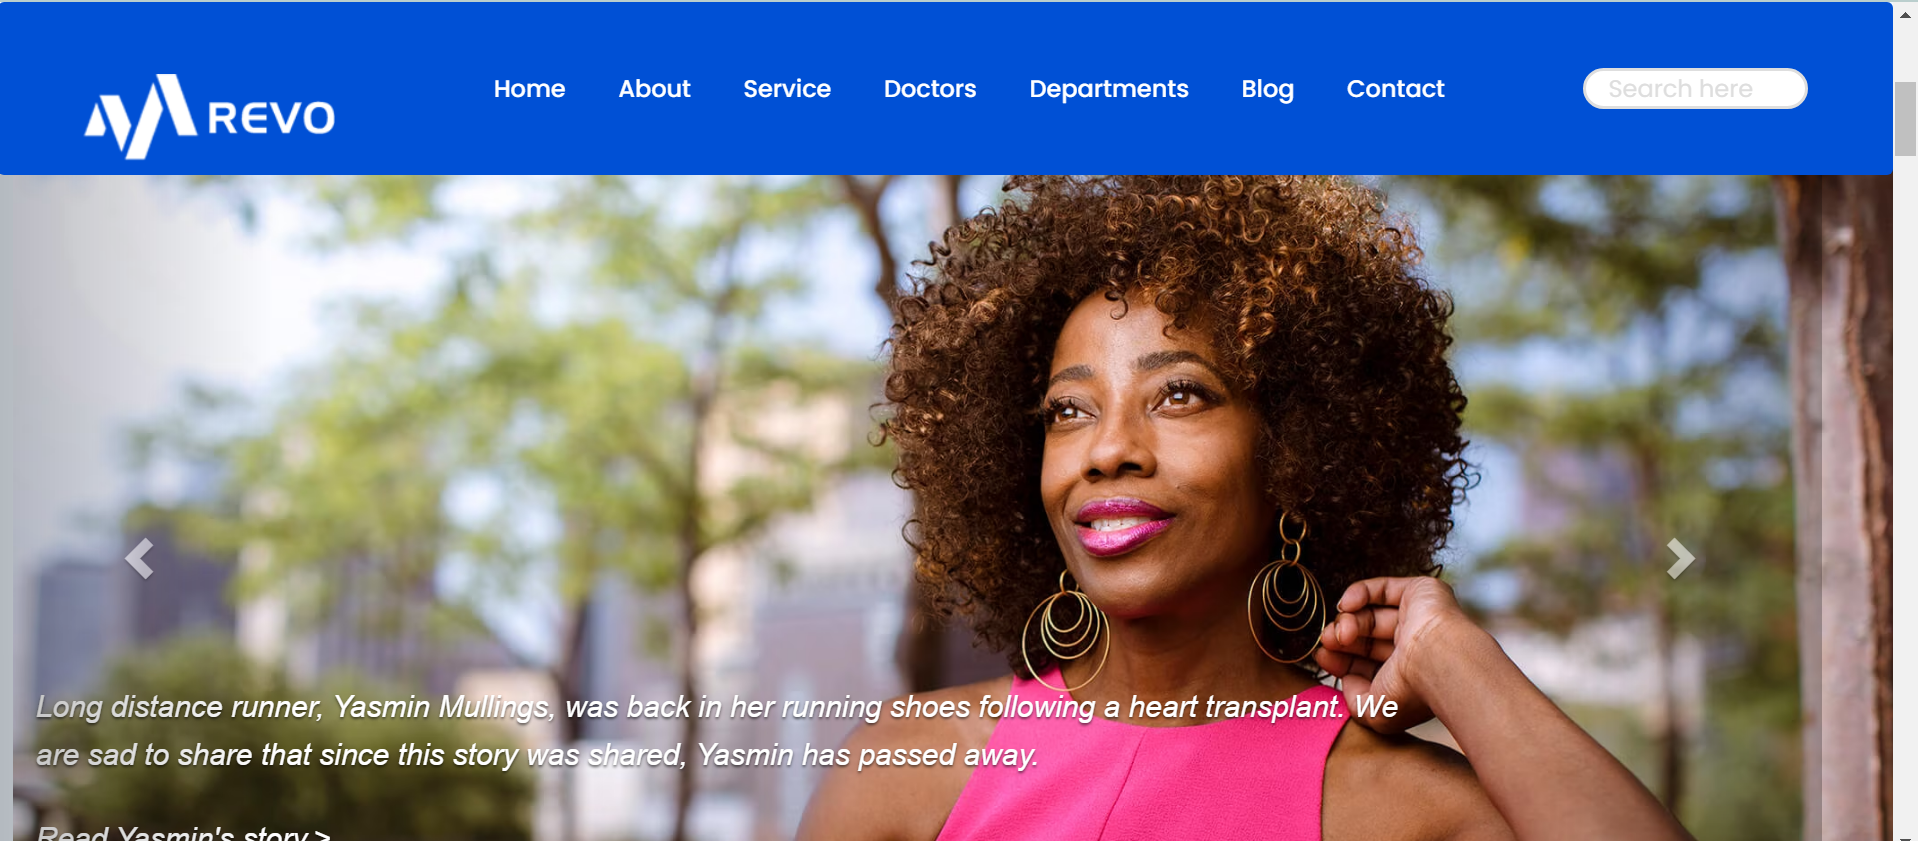 REVO
Home About Service Doctors Departments Blog Contact
Search here
Long distance runner, Yasmin Mullings, was back in her running shoes following a heart transplant. We
are sad to share that since this story was shared, Yasmin has passed away.
Read Yasmin's story >